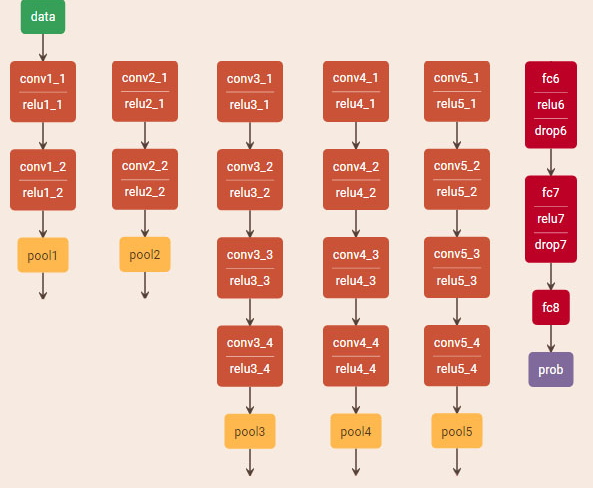 data
conv1_1
relu1_1
conv1_2
relu1_2
pool1
conv2_1
relu2_1
conv2_2
relu2_2
pool2
conv3_1
relu3_1
conv3_2
relu3_2
conv3_3
relu3_3
conv3_4
relu3_4
pool3
conv4_1
relu4_1
conv4_2
relu4_2
conv4_3
relu4_3
conv4_4
relu4_4
pool4
conv5_1
relu5_1
conv5_2
relu5_2
conv5_3
relu5_3
conv5_4
relu5_4
pool5
fc6
relu6
drop6
fc7
relu7
drop7
fc8
prob